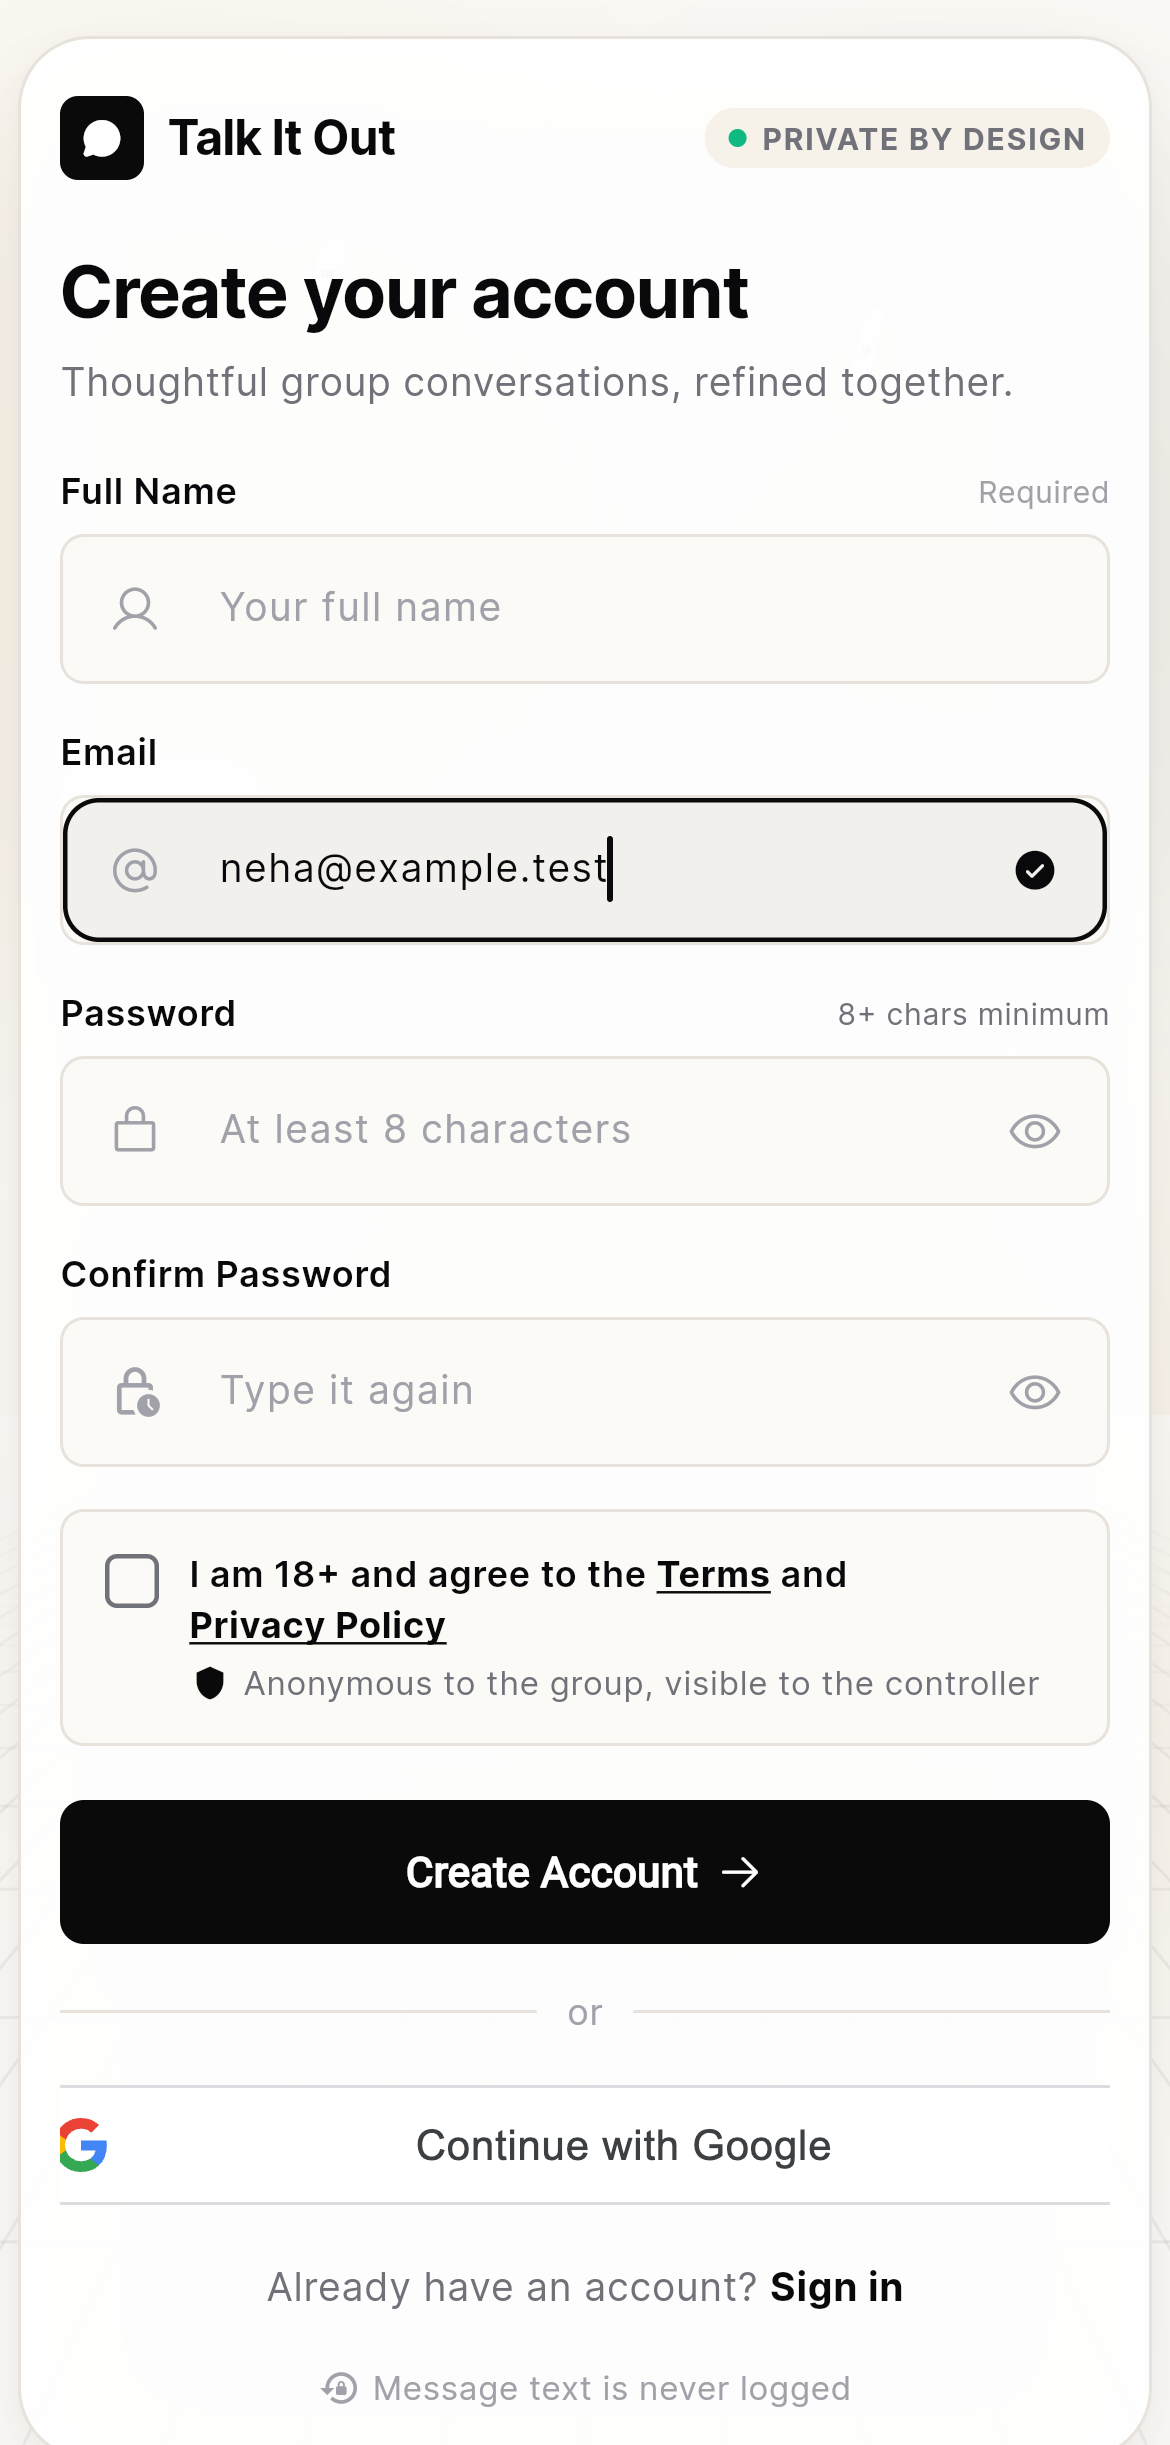 Talk It Out
PRIVATE BY DESIGN
Create your account
Thoughtful group conversations, refined together.
Full Name
Required
Your full name
Email
neha@example.test
Password
8+ chars minimum
At least 8 characters
Confirm Password
Type it again
I am 18+ and agree to the Terms and
Privacy Policy
Anonymous to the group, visible to the controller
Create Account
or
Continue with Google
Already have an account? Sign in
Message text is never logged